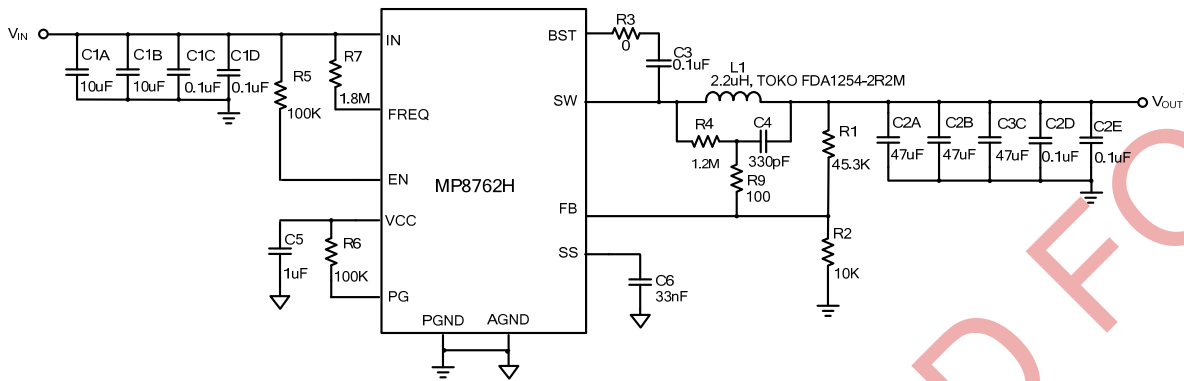 VIN
C1A
10uF
C1B
10uF
C1C
0.1uF
C1D
0.1uF
R5
100K
R7
1.8M
IN
FREQ
EN
VCC
PG
PGND
AGND
MP8762H
BST
SW
FB
SS
C5
1uF
R6
100K
R3
0
C3
0.1uF
L1
2.2uH, TOKO FDA1254-2R2M
R4
1.2M
C4
330pF
R9
100
R1
45.3K
R2
10K
C6
33nF
C2A
47uF
C2B
47uF
C3C
47uF
C2D
0.1uF
C2E
0.1uF
VOUT
D FO